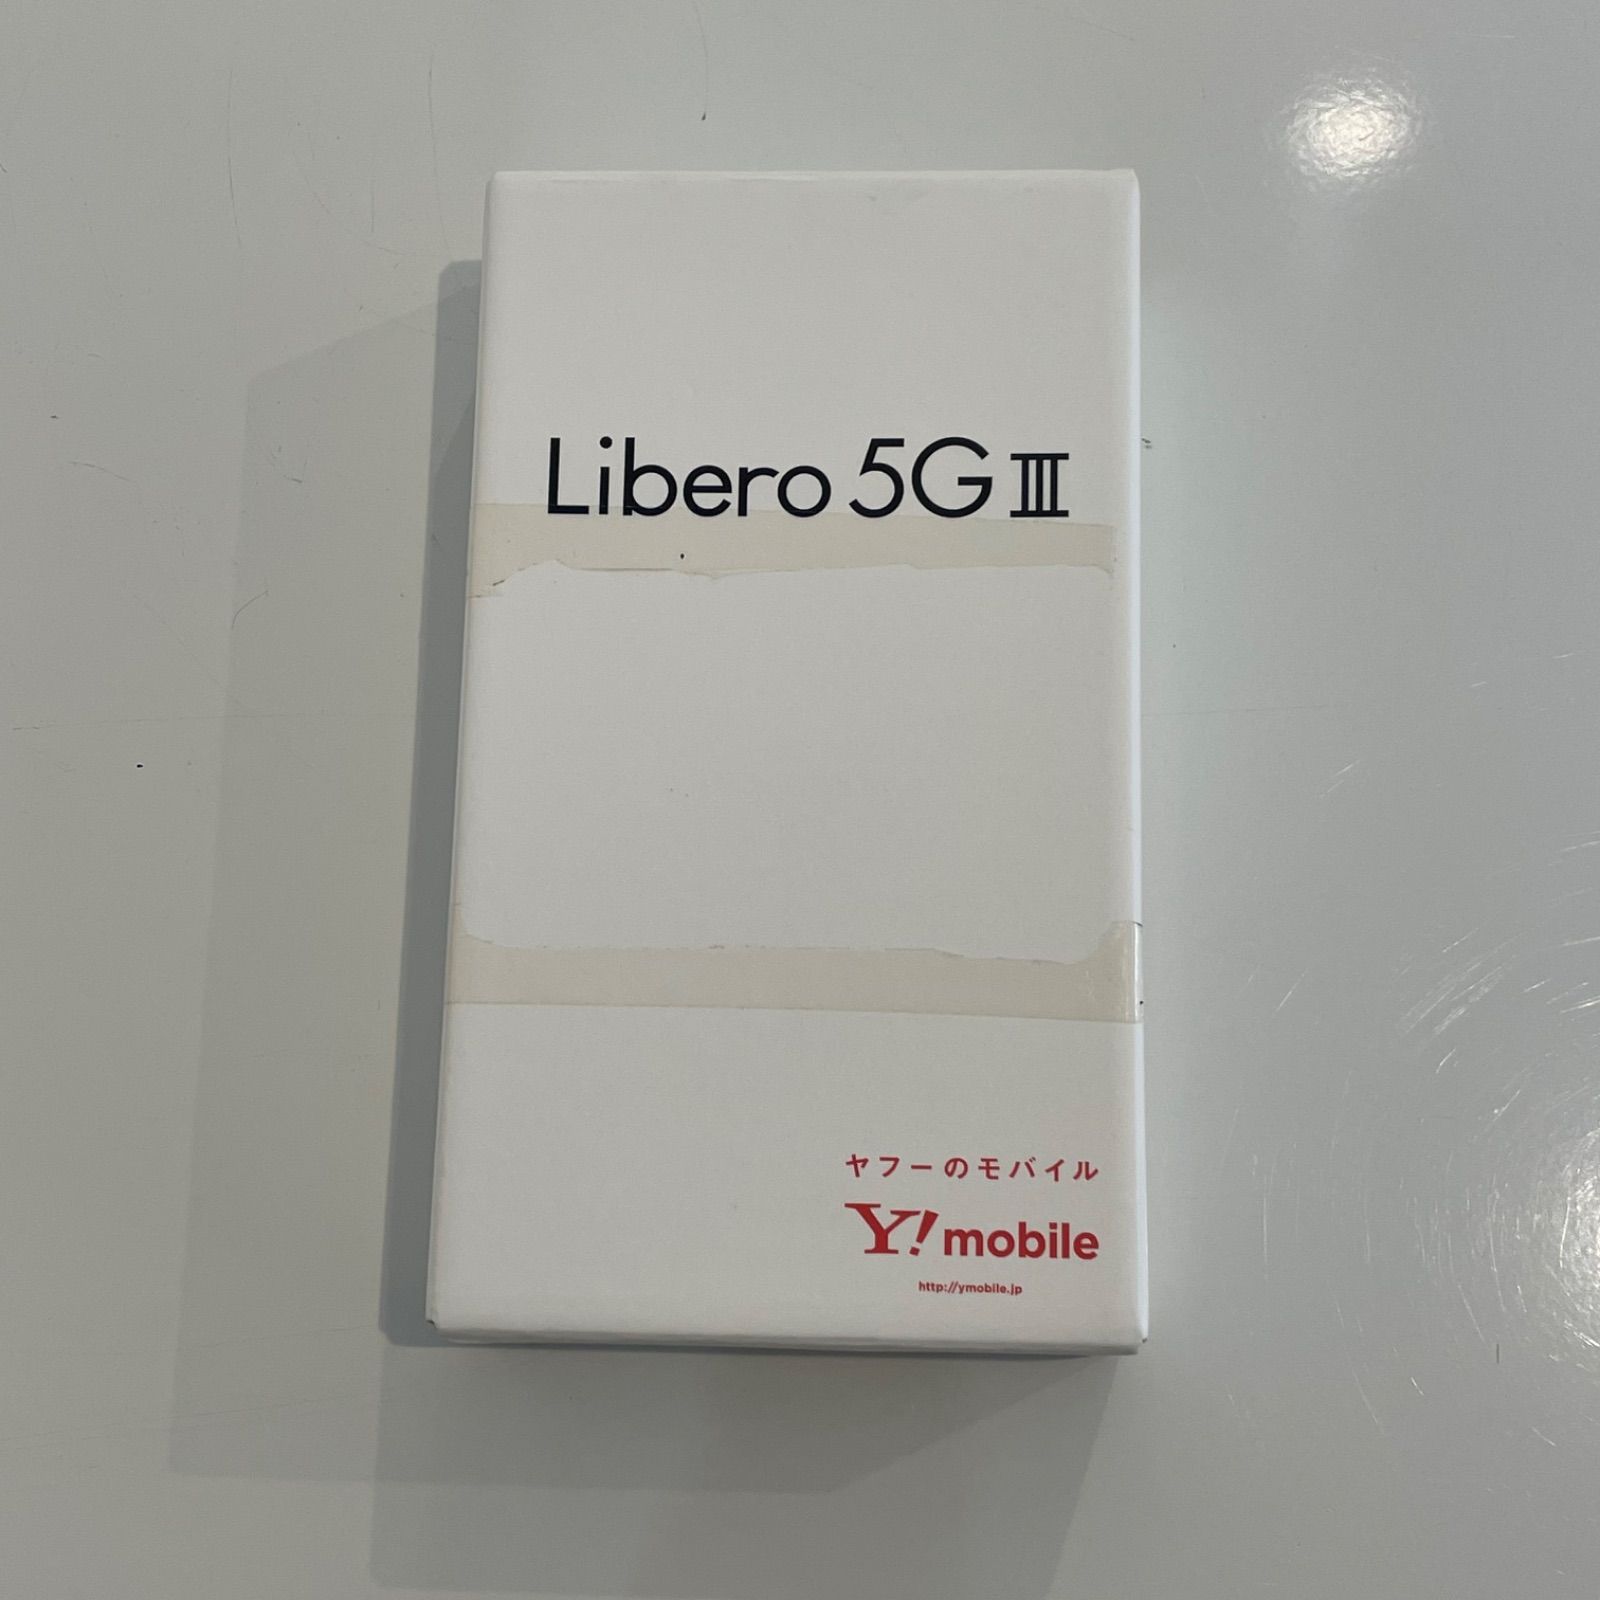 Libero 5G III
ヤフーのモバイル
Y! mobile
http://ymobile.jp